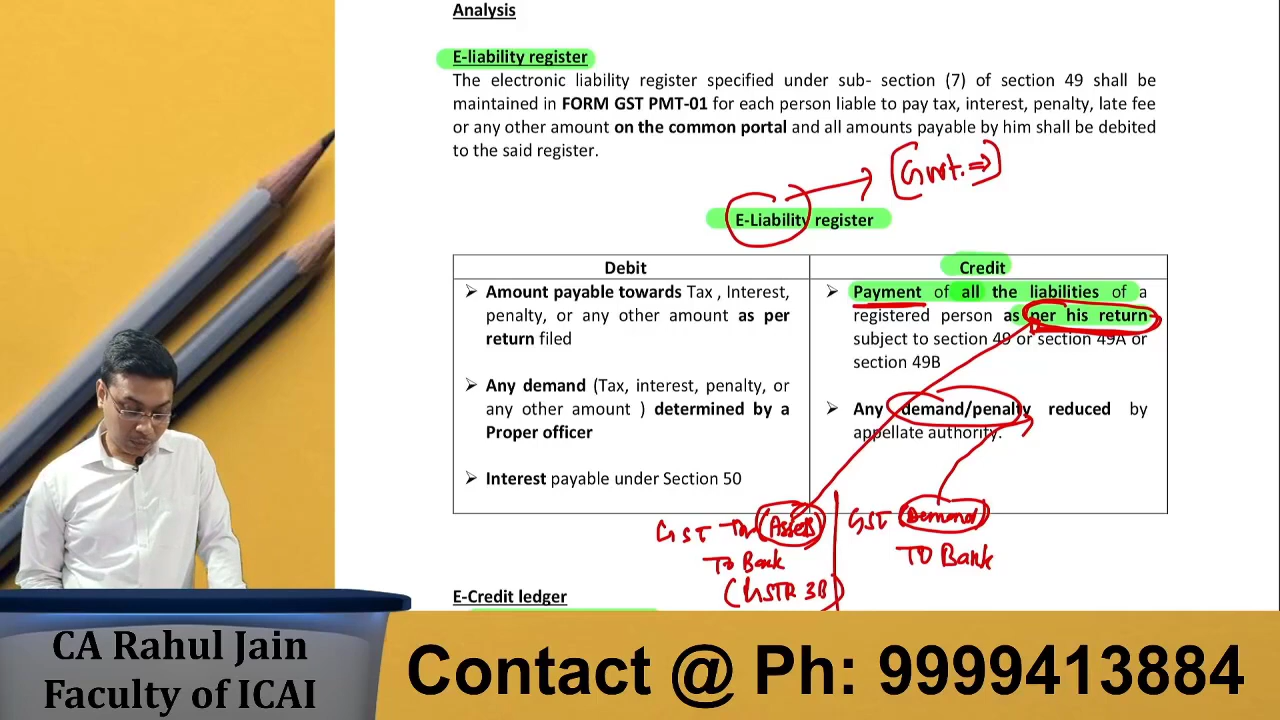 Analysis
E-liability register
The electronic liability register specified under sub- section (7) of section 49 shall be
maintained in FORM GST PMT-01 for each person liable to pay tax, interest, penalty, late fee
or any other amount on the common portal and all amounts payable by him shall be debited
to the said register.
[Govt. ⇒]
E-Liability register
Debit
➢ Amount payable towards Tax , Interest,
penalty, or any other amount as per
return filed
➢ Any demand (Tax, interest, penalty, or
any other amount ) determined by a
Proper officer
➢ Interest payable under Section 50
Credit
➢ Payment of all the liabilities of a
registered person as per his return
subject to section 49 or section 49A or
section 49B
➢ Any demand/penalty reduced by
appellate authority.
GST Tax
To Bank
(GSTR 3B)
GST Demand
TO Bank
E-Credit ledger
CA Rahul Jain
Faculty of ICAI
Contact @ Ph: 9999413884